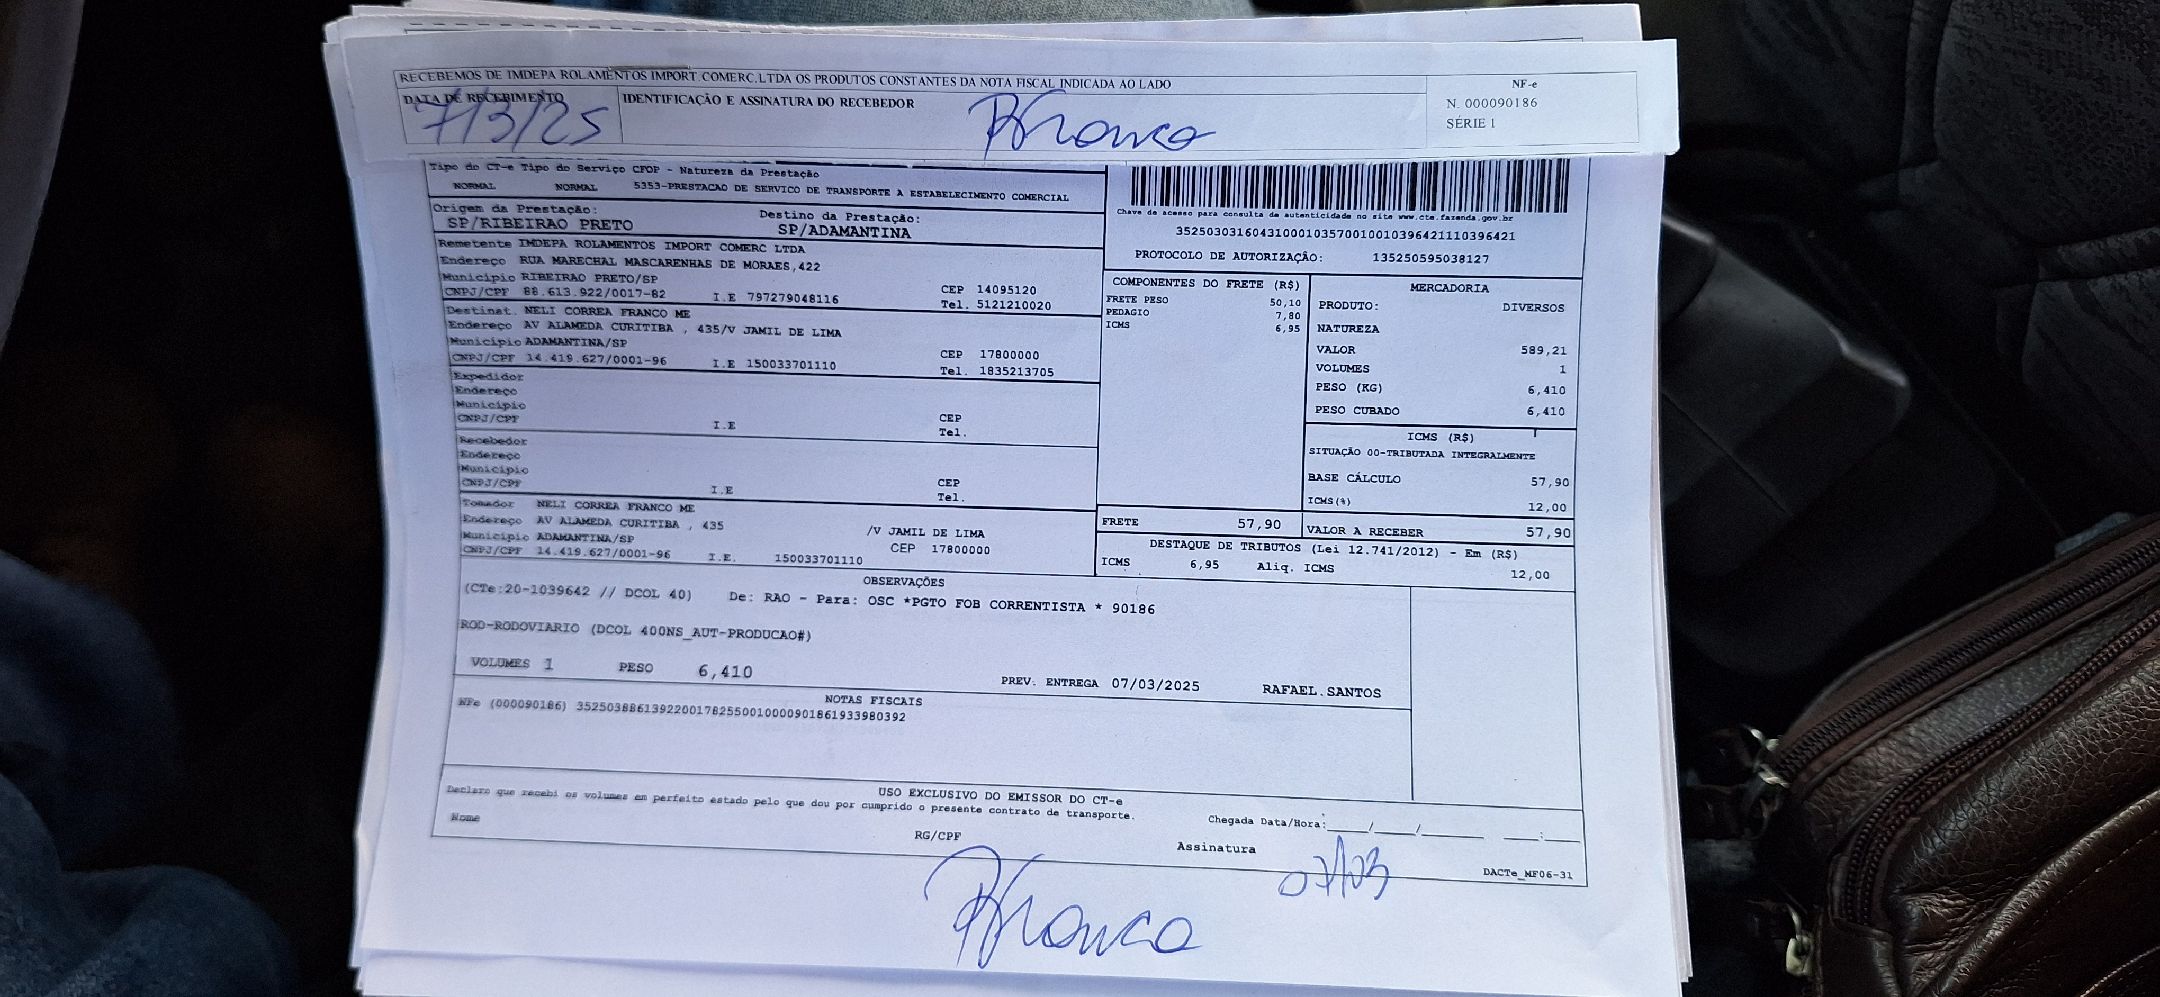 RECEBEMOS DE IMDEPA ROLAMENTOS IMPORT COMERC.LTDA OS PRODUTOS CONSTANTES DA NOTA FISCAL INDICADA AO LADO
NF-e
N. 000090186
SÉRIE 1
DATA DE RECEBIMENTO
7/3/25
IDENTIFICAÇÃO E ASSINATURA DO RECEBEDOR
Tipo do CT-e Tipo do Serviço CFOP - Natureza da Prestação
NORMAL NORMAL 5353-PRESTACAO DE SERVICO DE TRANSPORTE A ESTABELECIMENTO COMERCIAL
Origem da Prestação: Destino da Prestação:
SP/RIBEIRAO PRETO SP/ADAMANTINA
Chave de acesso para consulta de autenticidade no site www.cte.fazenda.gov.br
35250303160431000103570010010396421110396421
PROTOCOLO DE AUTORIZAÇÃO: 135250595038127
Remetente IMDEPA ROLAMENTOS IMPORT COMERC LTDA
Endereço RUA MARECHAL MASCARENHAS DE MORAES,422
Município RIBEIRAO PRETO/SP CEP 14095120
CNPJ/CPF 88.613.922/0017-82 I.E 797279048116 Tel. 5121210020
Destinat. NELI CORREA FRANCO ME
Endereço AV ALAMEDA CURITIBA , 435/V JAMIL DE LIMA
Município ADAMANTINA/SP CEP 17800000
CNPJ/CPF 14.419.627/0001-96 I.E 150033701110 Tel. 1835213705
Expedidor
Endereço
Município CEP
CNPJ/CPF I.E Tel.
Recebedor
Endereço
Município CEP
CNPJ/CPF I.E Tel.
Tomador NELI CORREA FRANCO ME
Endereço AV ALAMEDA CURITIBA , 435 /V JAMIL DE LIMA
Município ADAMANTINA/SP CEP 17800000
CNPJ/CPF 14.419.627/0001-96 I.E. 150033701110
COMPONENTES DO FRETE (R$)
FRETE PESO 50,10
PEDAGIO 7,80
ICMS 6,95
MERCADORIA
PRODUTO: DIVERSOS
NATUREZA
VALOR 589,21
VOLUMES 1
PESO (KG) 6,410
PESO CUBADO 6,410
ICMS (R$)
SITUAÇÃO 00-TRIBUTADA INTEGRALMENTE
BASE CÁLCULO 57,90
ICMS(%) 12,00
FRETE 57,90 VALOR A RECEBER 57,90
DESTAQUE DE TRIBUTOS (Lei 12.741/2012) - Em (R$)
ICMS 6,95 Aliq. ICMS 12,00
OBSERVAÇÕES
(CTe:20-1039642 // DCOL 40) De: RAO - Para: OSC *PGTO FOB CORRENTISTA * 90186
ROD-RODOVIARIO (DCOL 400NS_AUT-PRODUCAO#)
VOLUMES 1 PESO 6,410 PREV. ENTREGA 07/03/2025 RAFAEL.SANTOS
NOTAS FISCAIS
NFe (000090186) 35250388613922001782550010000901861933980392
USO EXCLUSIVO DO EMISSOR DO CT-e
Declaro que recebi os volumes em perfeito estado pelo que dou por cumprido o presente contrato de transporte.
Chegada Data/Hora:_____/_____/_______ ____:____
Nome RG/CPF Assinatura
07/03
DACTe_MF06-31